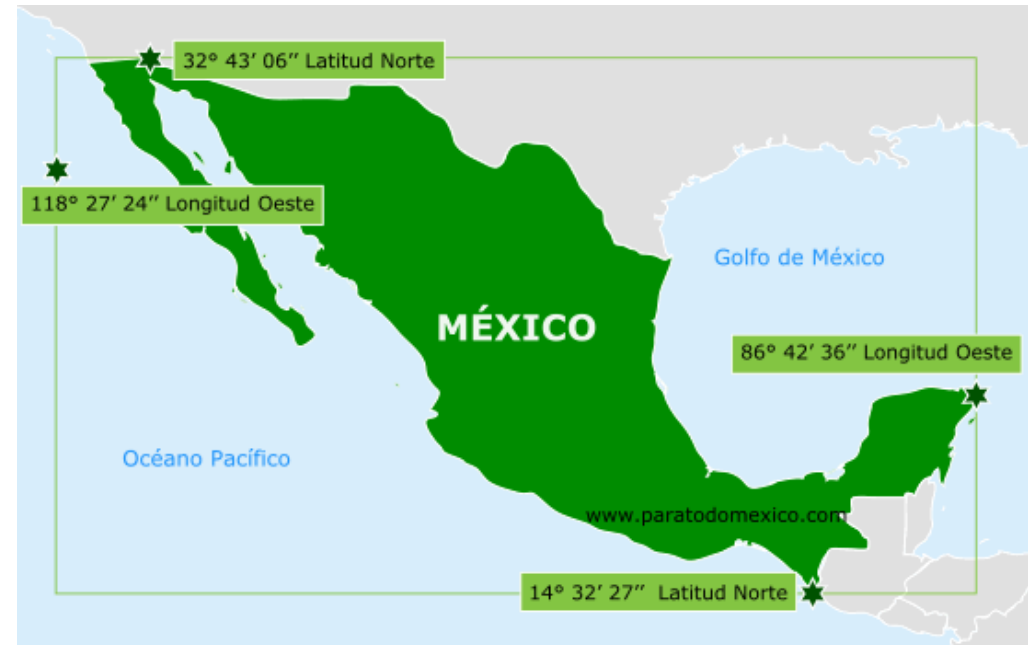 32° 43’ 06’’ Latitud Norte
118° 27’ 24’’ Longitud Oeste
Golfo de México
MÉXICO
86° 42’ 36’’ Longitud Oeste
Océano Pacífico
www.paratodomexico.com
14° 32’ 27’’ Latitud Norte